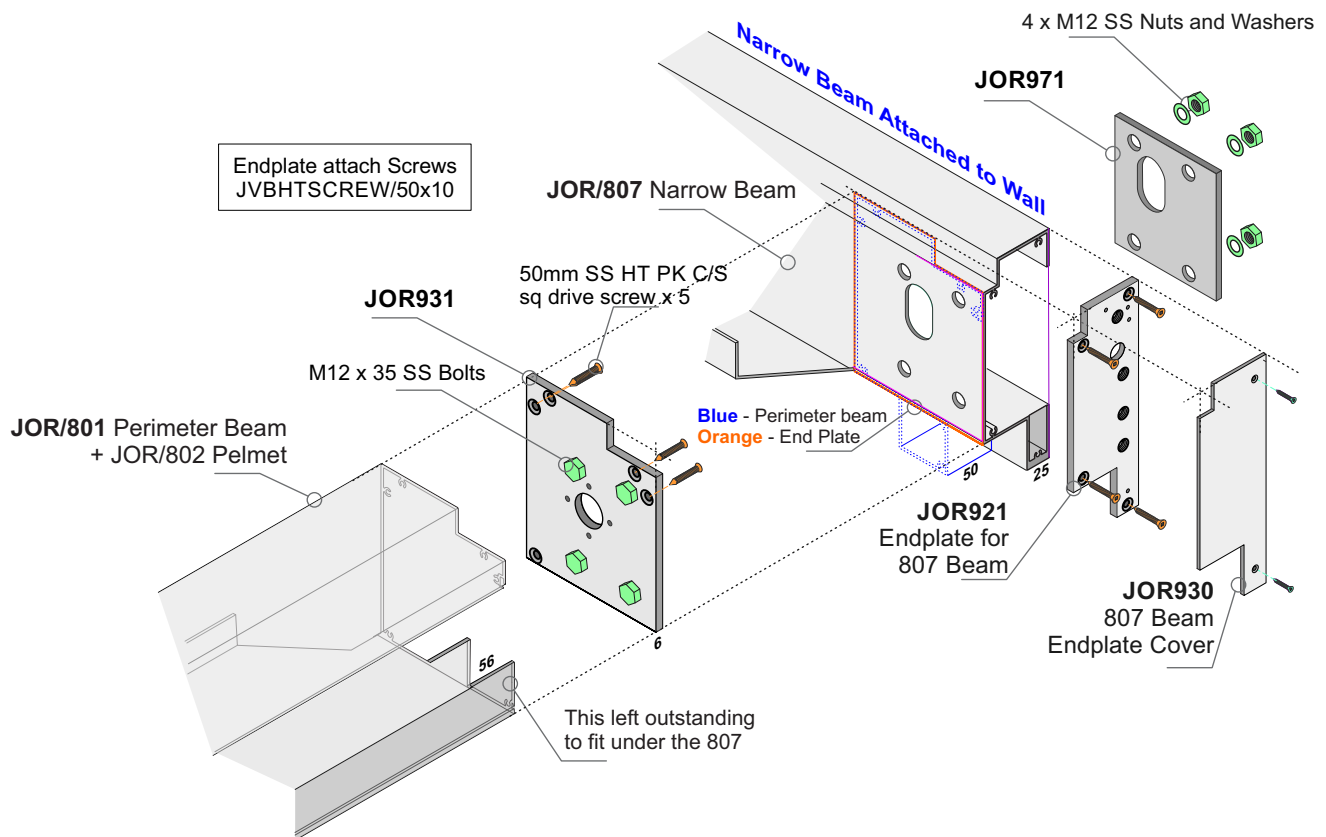 4 x M12 SS Nuts and Washers
JOR971
Narrow Beam Attached to Wall
Endplate attach Screws
JVBHTSCREW/50x10
JOR/807 Narrow Beam
50mm SS HT PK C/S
sq drive screw x 5
JOR931
M12 x 35 SS Bolts
JOR/801 Perimeter Beam
+ JOR/802 Pelmet
Blue - Perimeter beam
Orange - End Plate
50
25
JOR921
Endplate for
807 Beam
JOR930
807 Beam
Endplate Cover
6
56
This left outstanding
to fit under the 807